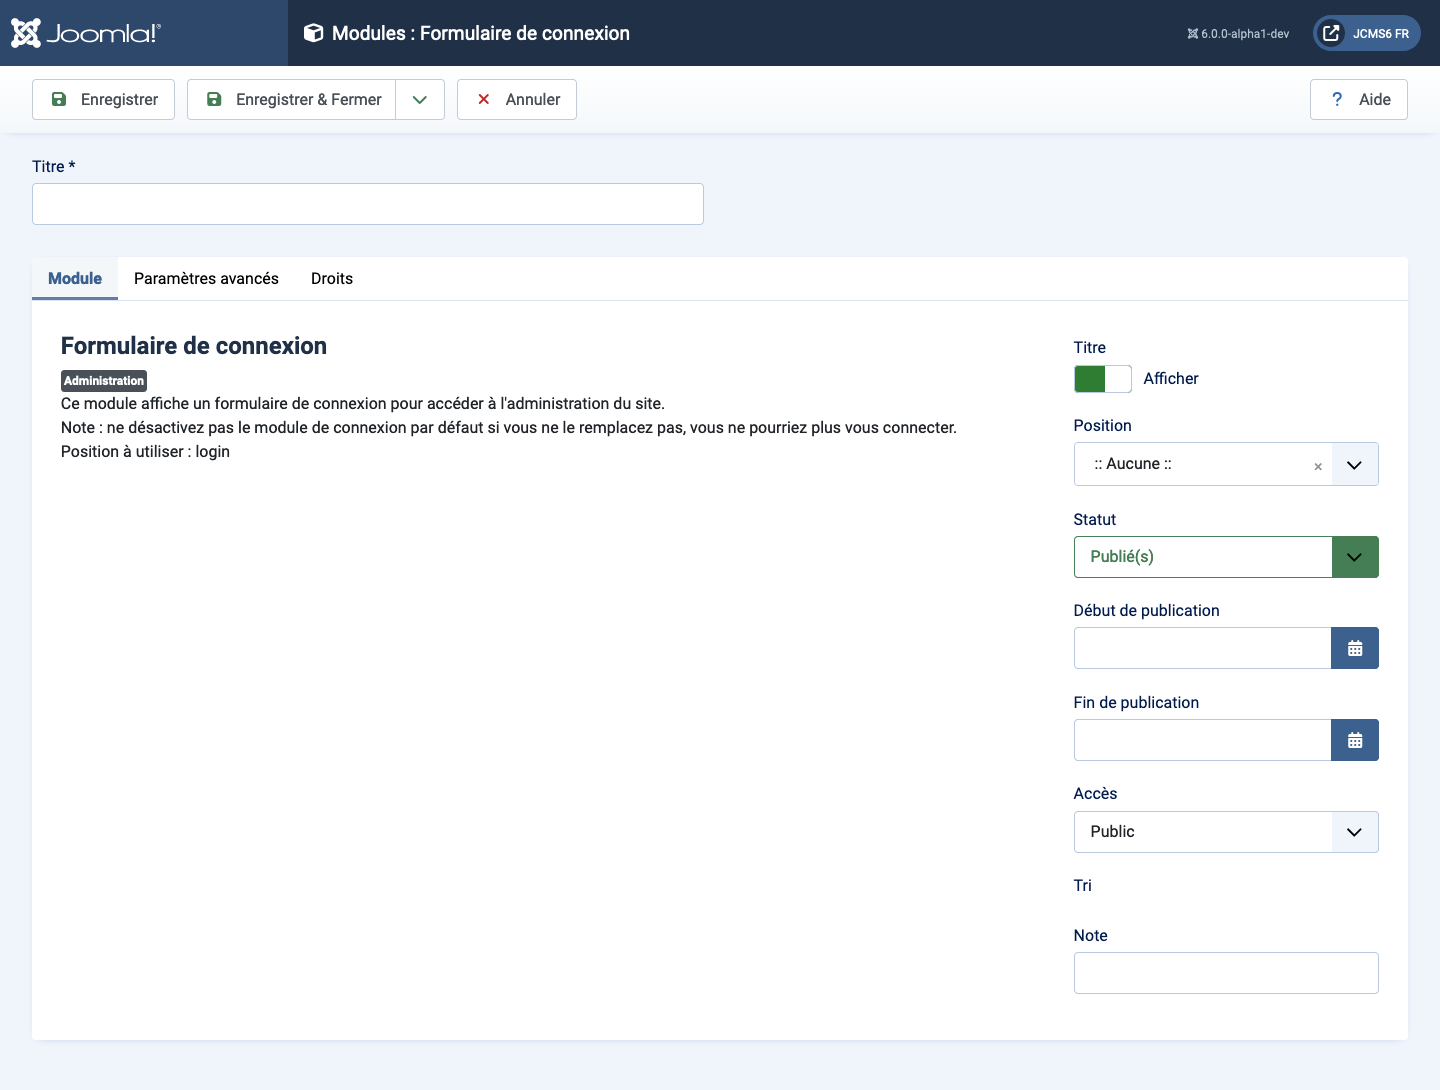 Joomla!®
Modules : Formulaire de connexion
6.0.0-alpha1-dev
JCMS6 FR
Enregistrer
Enregistrer & Fermer
Annuler
? Aide
Titre *
Module
Paramètres avancés
Droits
Formulaire de connexion
Administration
Ce module affiche un formulaire de connexion pour accéder à l'administration du site.
Note : ne désactivez pas le module de connexion par défaut si vous ne le remplacez pas, vous ne pourriez plus vous connecter.
Position à utiliser : login
Titre
Afficher
Position
:: Aucune ::
×
Statut
Publié(s)
Début de publication
Fin de publication
Accès
Public
Tri
Note